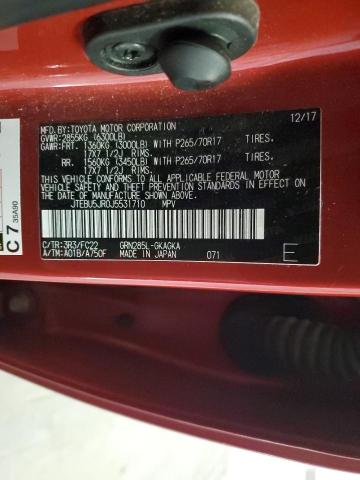 12/17
MFD.BY:TOYOTA MOTOR CORPORATION
GVWR:2855KG (6300LB)
GAWR:FRT. 1360KG (3000LB) WITH P265/70R17 TIRES.
17X7 1/2J RIMS.
RR. 1560KG (3450LB) WITH P265/70R17 TIRES.
17X7 1/2J RIMS.
THIS VEHICLE CONFORMS TO ALL APPLICABLE FEDERAL MOTOR
VEHICLE SAFETY, BUMPER AND THEFT PREVENTION STANDARDS IN EFFECT ON
THE DATE OF MANUFACTURE SHOWN ABOVE.
JTEBU5JR0J5531710 MPV
C/TR:3R3/FC22 GRN285L-GKAGKA
A/TM:A01B/A750F MADE IN JAPAN 071
E
C7
35A90